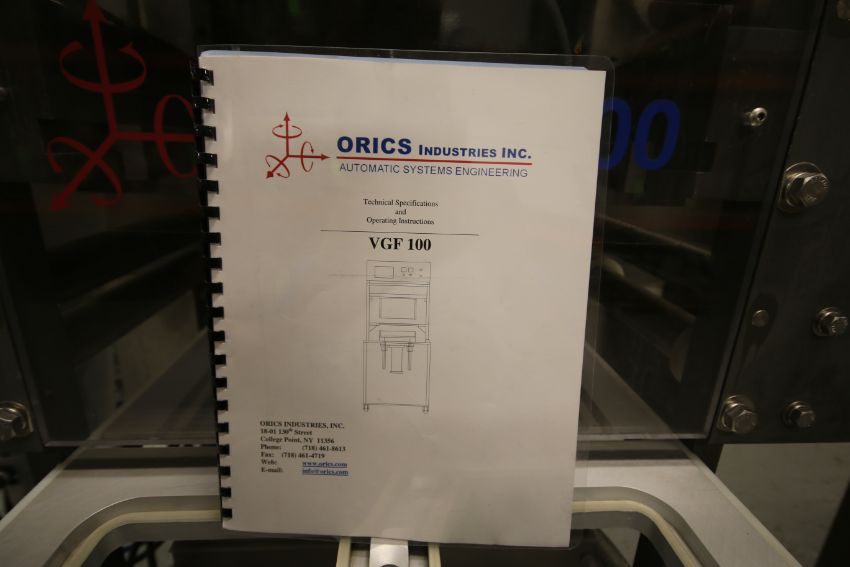 ORICS INDUSTRIES INC.
AUTOMATIC SYSTEMS ENGINEERING
Technical Specifications
and
Operating Instructions
VGF 100
ORICS INDUSTRIES, INC.
18-01 130th Street
College Point, NY 11356
Phone: (718) 461-8613
Fax: (718) 461-4719
Web: www.orics.com
E-mail: info@orics.com
00